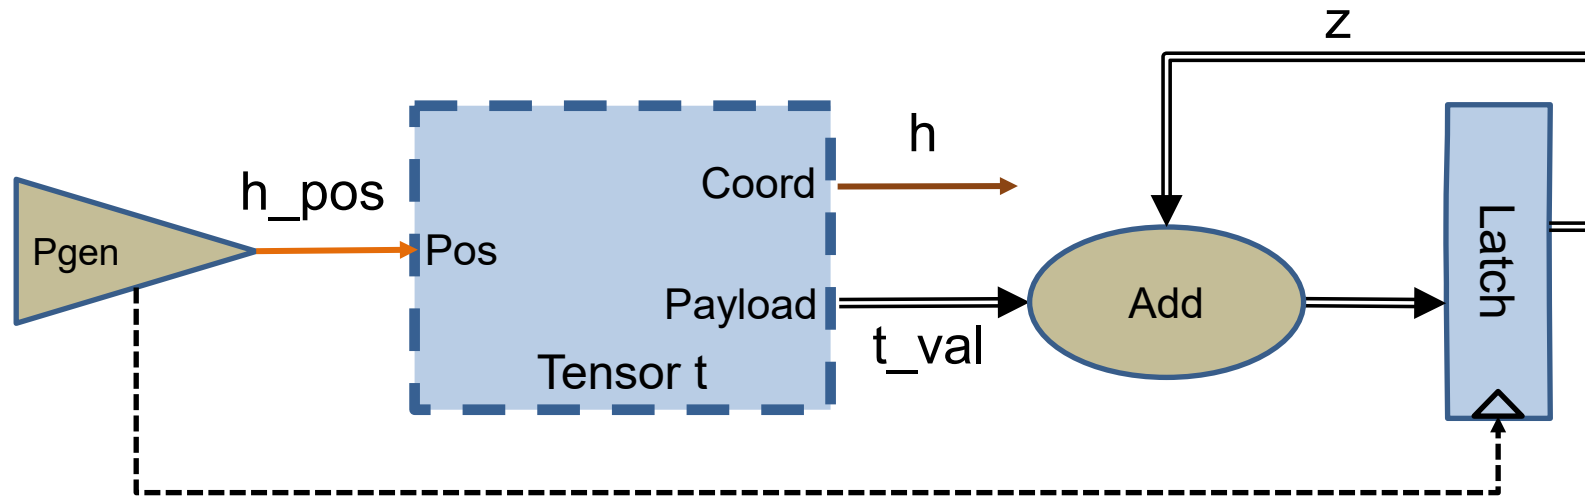 z
h
h_pos
Coord
Pgen
Pos
Payload
Add
Latch
t_val
Tensor t